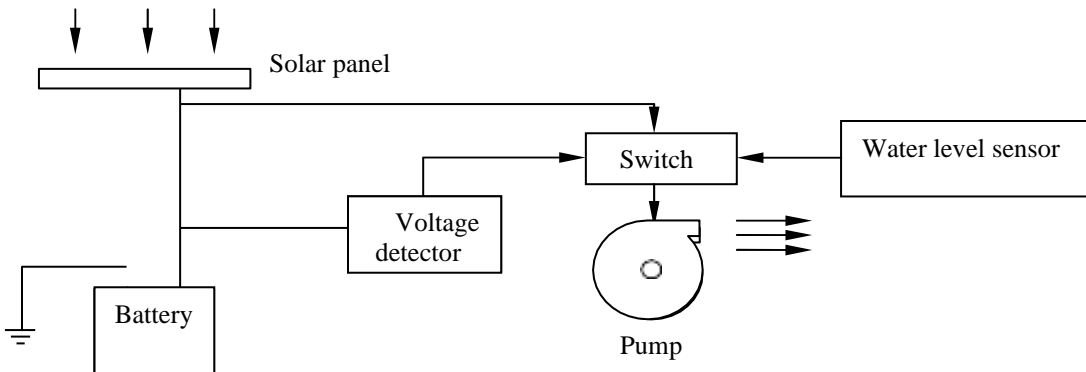 Solar panel
Switch
Water level sensor
Voltage
detector
Battery
Pump